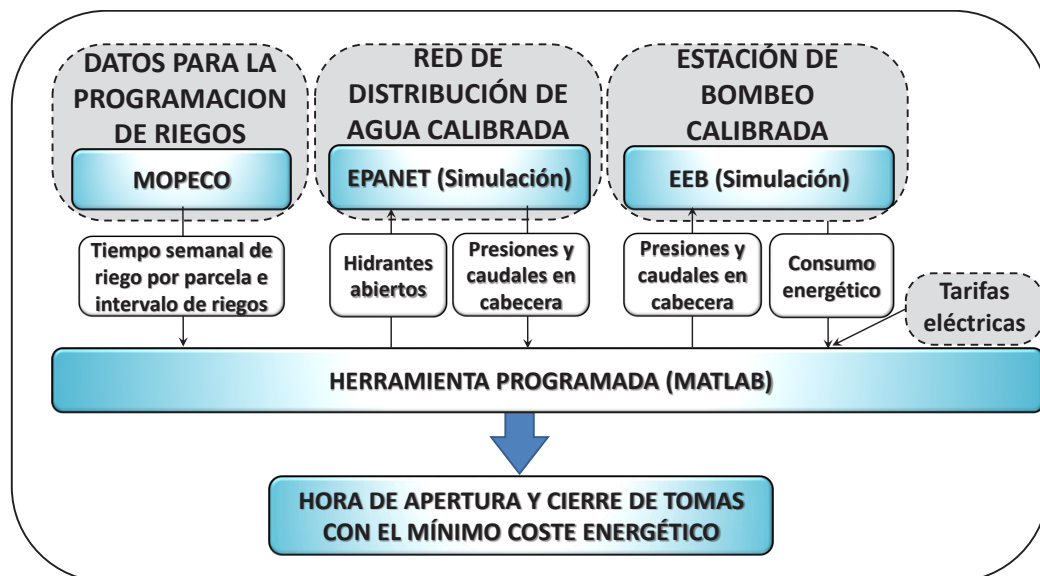 DATOS PARA LA
PROGRAMACION
DE RIEGOS
MOPECO
Tiempo semanal de
riego por parcela e
intervalo de riegos
RED DE
DISTRIBUCIÓN DE
AGUA CALIBRADA
EPANET (Simulación)
Hidrantes
abiertos
Presiones y
caudales en
cabecera
ESTACIÓN DE
BOMBEO
CALIBRADA
EEB (Simulación)
Presiones y
caudales en
cabecera
Consumo
energético
Tarifas
eléctricas
HERRAMIENTA PROGRAMADA (MATLAB)
HORA DE APERTURA Y CIERRE DE TOMAS
CON EL MÍNIMO COSTE ENERGÉTICO